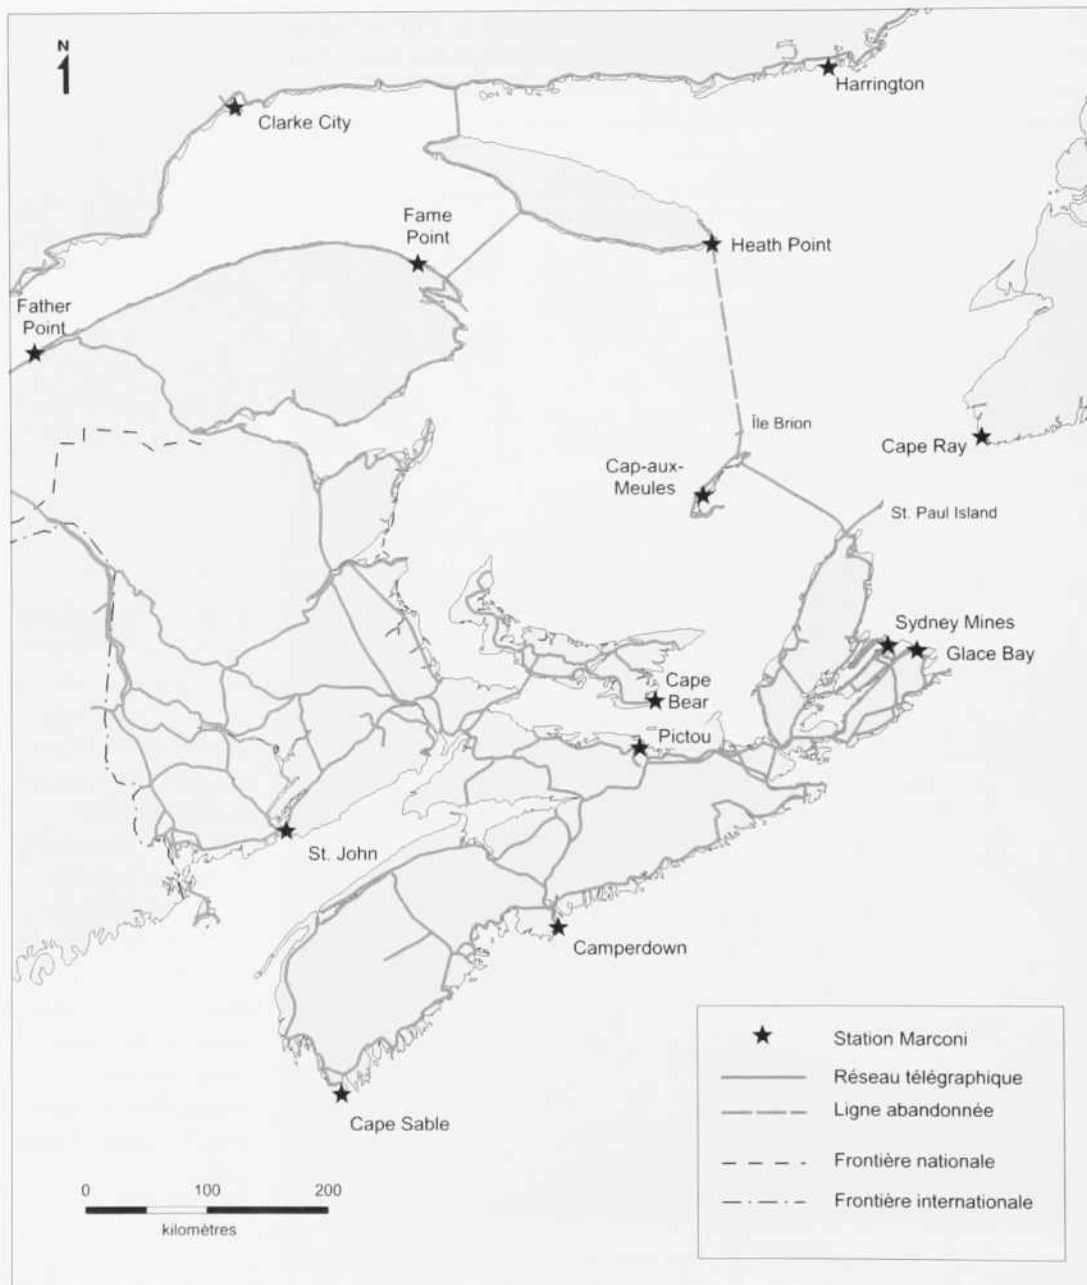 N
Harrington
Clarke City
Fame
Point
Heath Point
Father
Point
Île Brion
Cape Ray
Cap-aux-
Meules
St. Paul Island
Sydney Mines
Glace Bay
Cape
Bear
Pictou
St. John
Camperdown
Cape Sable
Station Marconi
Réseau télégraphique
Ligne abandonnée
Frontière nationale
Frontière internationale
0 100 200
kilomètres